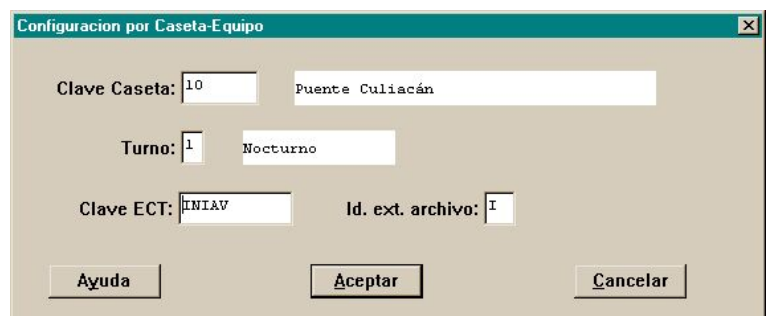 Configuracion por Caseta-Equipo
Clave Caseta: 10 Puente Culiacán
Turno: 1 Nocturno
Clave ECT: INIAV Id. ext. archivo: I
Ayuda Aceptar Cancelar